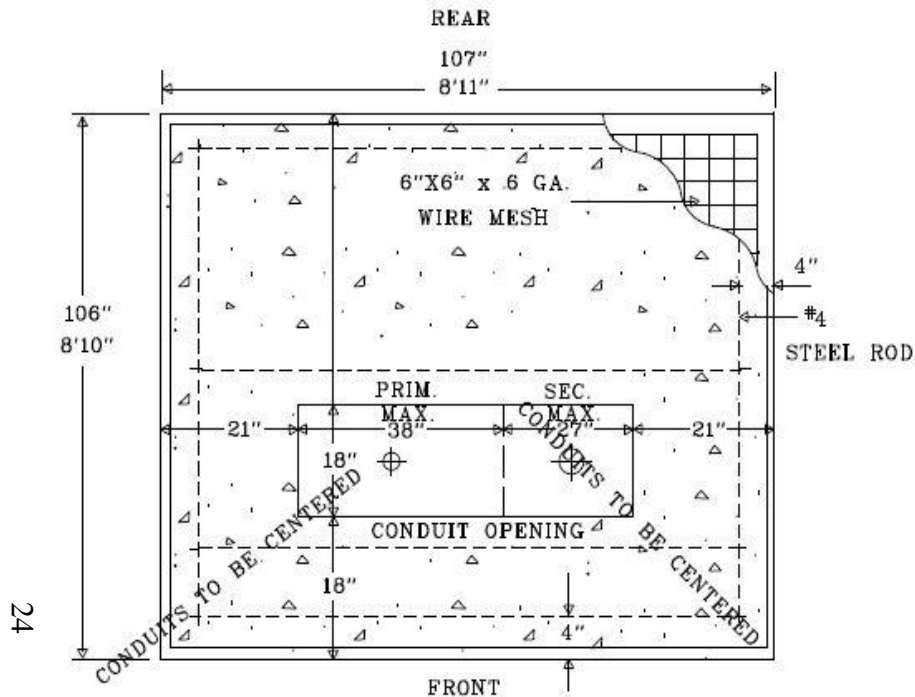 REAR
107"
8'11"
6"X6" x 6 GA.
WIRE MESH
4"
106"
8'10"
#4
STEEL ROD
PRIM.
MAX.
38"
SEC.
MAX.
27"
21"
21"
18"
CONDUITS TO BE CENTERED
CONDUITS TO BE CENTERED
CONDUIT OPENING
18"
4"
FRONT
24